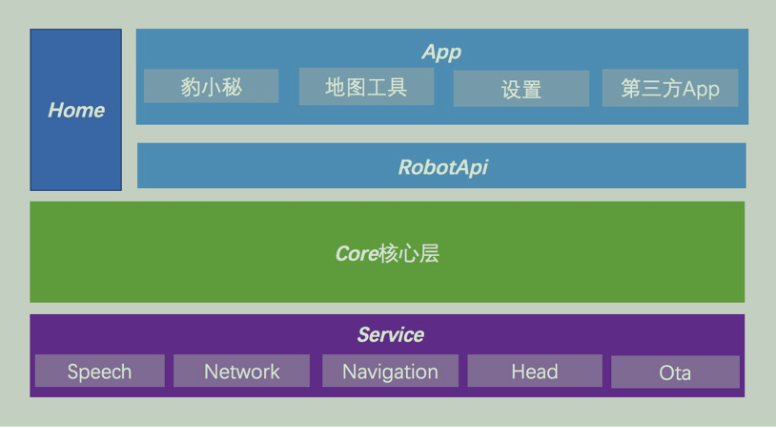 Home
App
豹小秘
地图工具
设置
第三方App
RobotApi
Core核心层
Service
Speech
Network
Navigation
Head
Ota